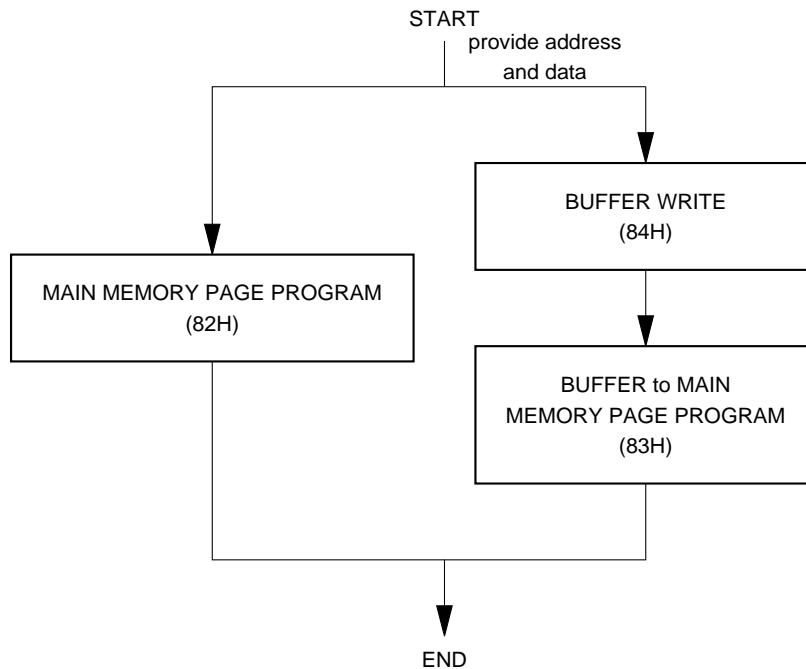 START
provide address
and data
BUFFER WRITE
(84H)
MAIN MEMORY PAGE PROGRAM
(82H)
BUFFER to MAIN
MEMORY PAGE PROGRAM
(83H)
END